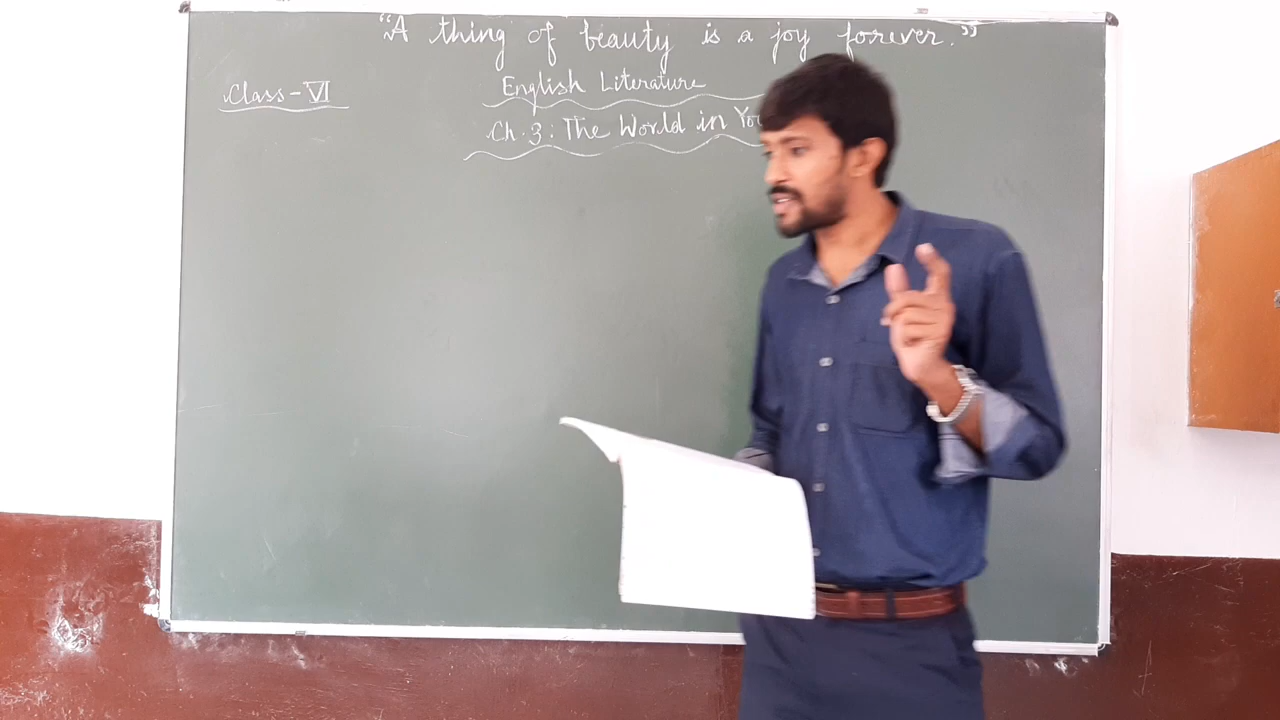 "A thing of beauty is a joy forever."
Class-VI
English Literature
Ch.3: The World in